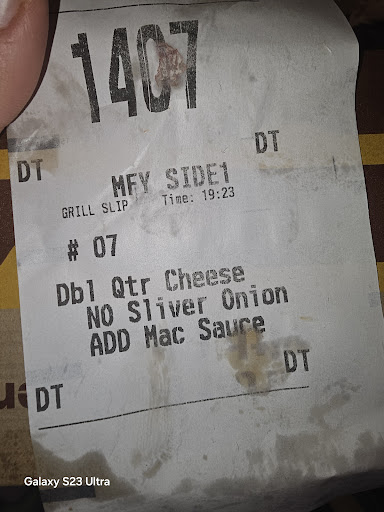 1407
DT
DT
MFY SIDE1
GRILL SLIP Time: 19:23
# 07
Dbl Qtr Cheese
NO Sliver Onion
ADD Mac Sauce
DT
DT
Galaxy S23 Ultra